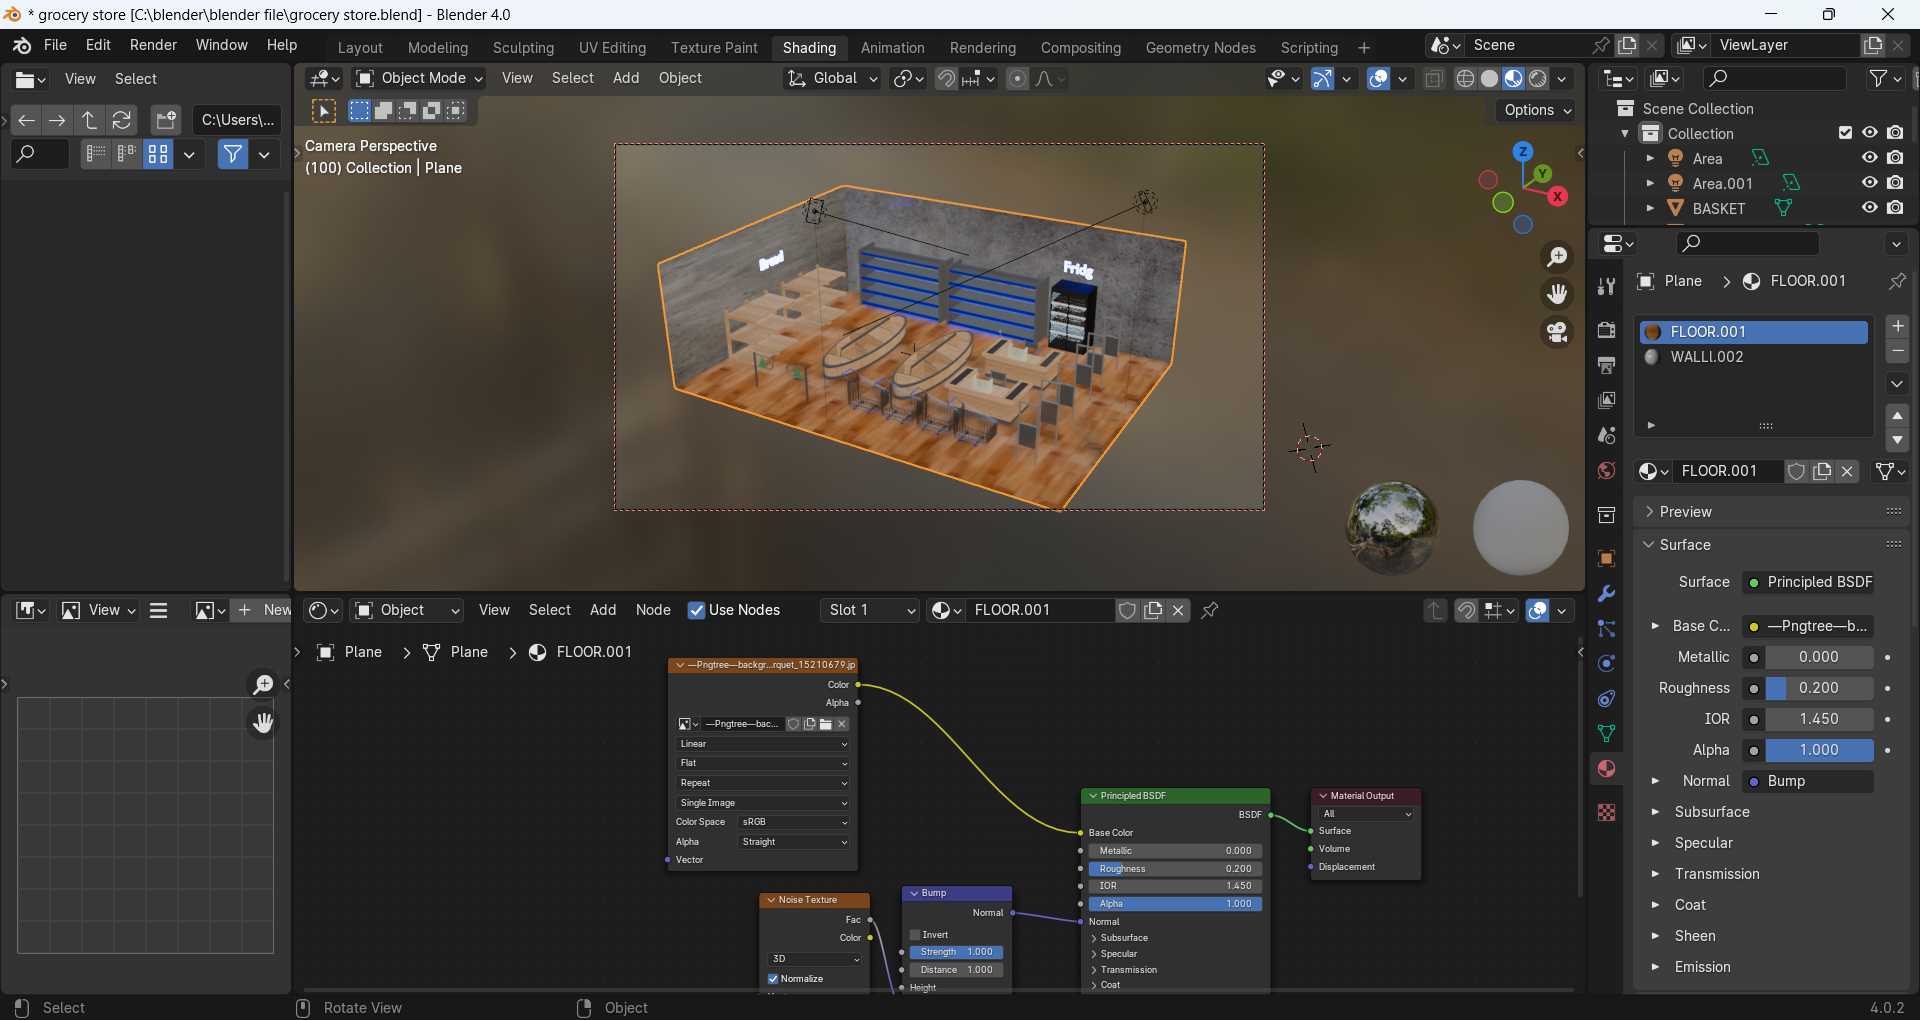 * grocery store [C:\blender\blender file\grocery store.blend] - Blender 4.0
File Edit Render Window Help Layout Modeling Sculpting UV Editing Texture Paint Shading Animation Rendering Compositing Geometry Nodes Scripting + Scene ViewLayer
View Select
C:\Users\...
Object Mode View Select Add Object Global
Options
Camera Perspective
(100) Collection | Plane
Bread
Fridg
Z
Y
X
Scene Collection
Collection
Area
Area.001
BASKET
Plane > FLOOR.001
FLOOR.001
WALLl.002
FLOOR.001
Preview
Surface
Surface Principled BSDF
Base C... —Pngtree—b...
Metallic 0.000
Roughness 0.200
IOR 1.450
Alpha 1.000
Normal Bump
Subsurface
Specular
Transmission
Coat
Sheen
Emission
View + New
Object View Select Add Node Use Nodes Slot 1 FLOOR.001
Plane > Plane > FLOOR.001
—Pngtree—backgr...rquet_15210679.jp
Color
Alpha
—Pngtree—bac...
Linear
Flat
Repeat
Single Image
Color Space sRGB
Alpha Straight
Vector
Noise Texture
Fac
Color
3D
Normalize
Bump
Normal
Invert
Strength 1.000
Distance 1.000
Height
Principled BSDF
BSDF
Base Color
Metallic 0.000
Roughness 0.200
IOR 1.450
Alpha 1.000
Normal
Subsurface
Specular
Transmission
Coat
Material Output
All
Surface
Volume
Displacement
Select Rotate View Object 4.0.2